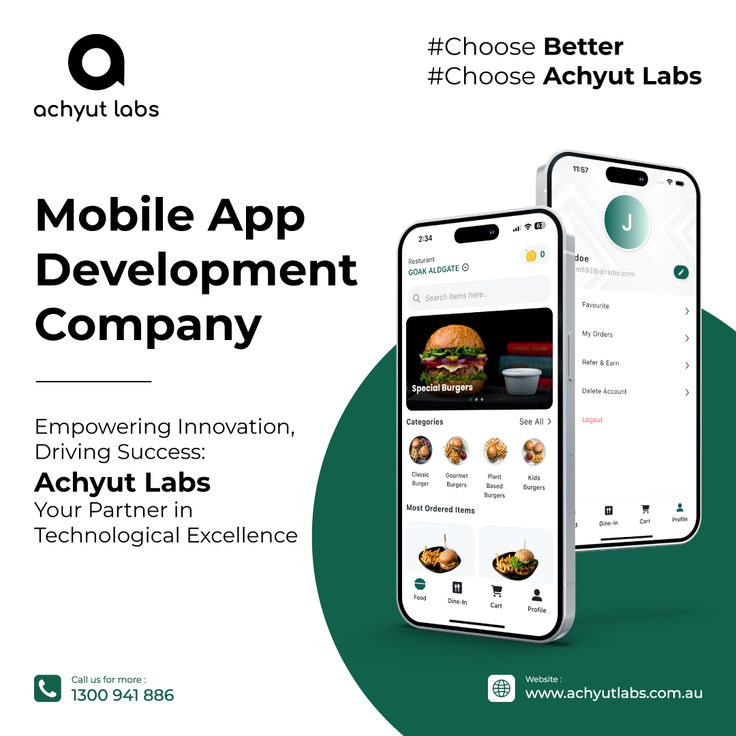 achyut labs
#Choose Better
#Choose Achyut Labs
Mobile App
Development
Company
Empowering Innovation,
Driving Success:
Achyut Labs
Your Partner in
Technological Excellence
2:34
Resturant
GOAK ALDGATE
0
Search items here..
Special Burgers
Categories
See All
Classic
Burger
Gourmet
Burgers
Plant
Based
Burgers
Kids
Burgers
Most Ordered Items
Food
Dine-In
Cart
Profile
11:57
J
doe
m592@qiradio.com
Favourite
My Orders
Refer & Earn
Delete Account
Logout
d
Dine-In
Cart
Profile
Call us for more :
1300 941 886
Website :
www.achyutlabs.com.au